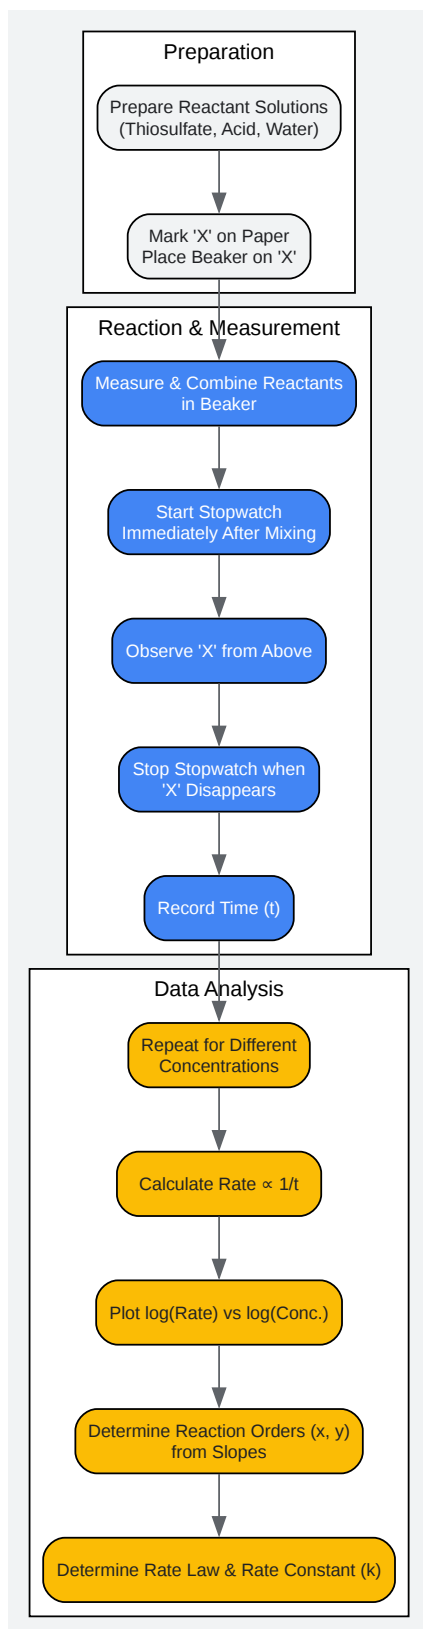 Preparation
Prepare Reactant Solutions
(Thiosulfate, Acid, Water)
Mark 'X' on Paper
Place Beaker on 'X'
Reaction & Measurement
Measure & Combine Reactants
in Beaker
Start Stopwatch
Immediately After Mixing
Observe 'X' from Above
Stop Stopwatch when
'X' Disappears
Record Time (t)
Data Analysis
Repeat for Different
Concentrations
Calculate Rate ∝ 1/t
Plot log(Rate) vs log(Conc.)
Determine Reaction Orders (x, y)
from Slopes
Determine Rate Law & Rate Constant (k)